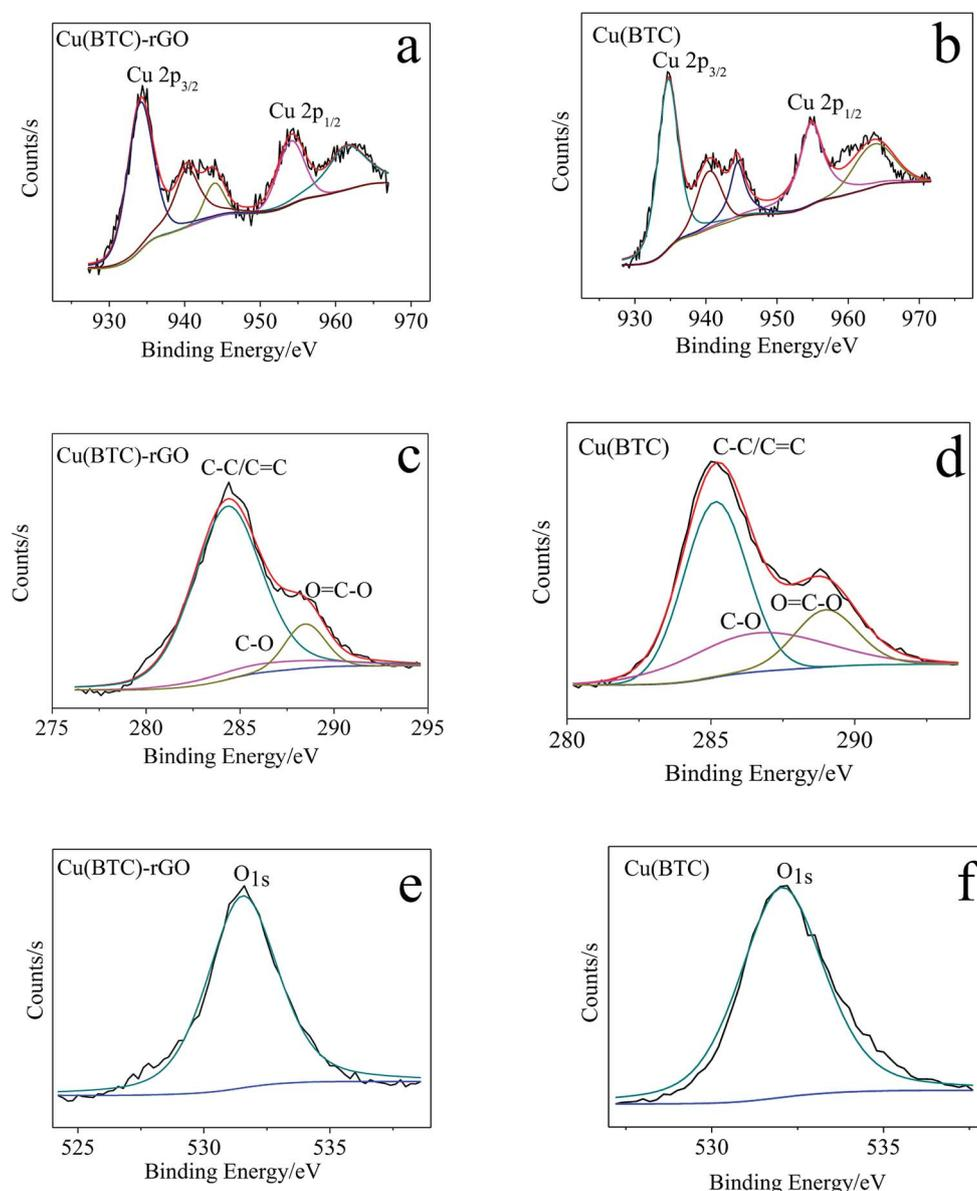 Cu(BTC)-rGO
a
Cu 2p3/2
Cu 2p1/2
Counts/s
930 940 950 960 970
Binding Energy/eV
Cu(BTC)
b
Cu 2p3/2
Cu 2p1/2
Counts/s
930 940 950 960 970
Binding Energy/eV
Cu(BTC)-rGO
c
C-C/C=C
O=C-O
C-O
Counts/s
275 280 285 290 295
Binding Energy/eV
Cu(BTC)
d
C-C/C=C
O=C-O
C-O
Counts/s
280 285 290
Binding Energy/eV
Cu(BTC)-rGO
e
O1s
Counts/s
525 530 535
Binding Energy/eV
Cu(BTC)
f
O1s
Counts/s
530 535
Binding Energy/eV